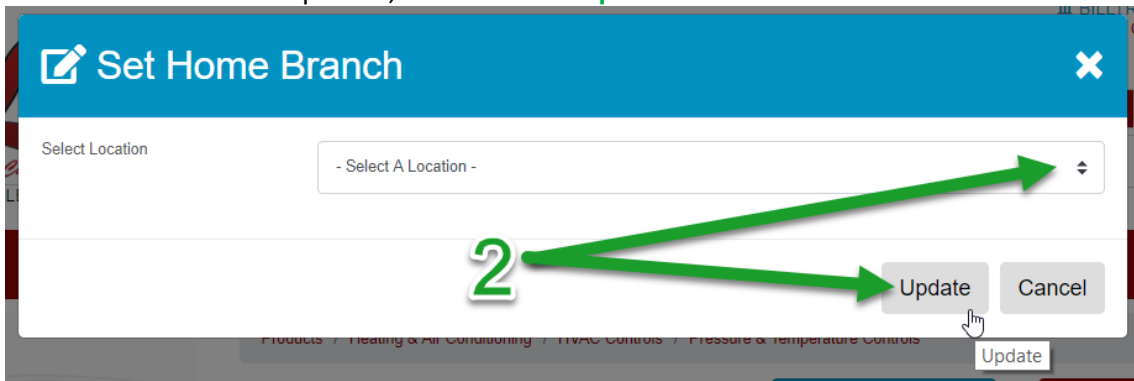 Set Home Branch
Select Location
- Select A Location -
2
Update Cancel
Products / Heating & Air Conditioning / HVAC Controls / Pressure & Temperature Controls
Update